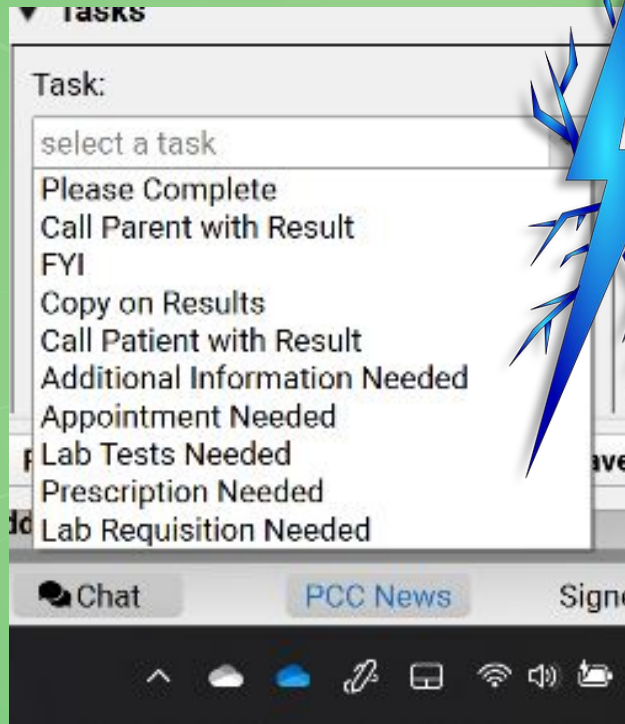 Tasks
Task:
select a task
Please Complete
Call Parent with Result
FYI
Copy on Results
Call Patient with Result
Additional Information Needed
Appointment Needed
Lab Tests Needed
Prescription Needed
Lab Requisition Needed
Chat
PCC News